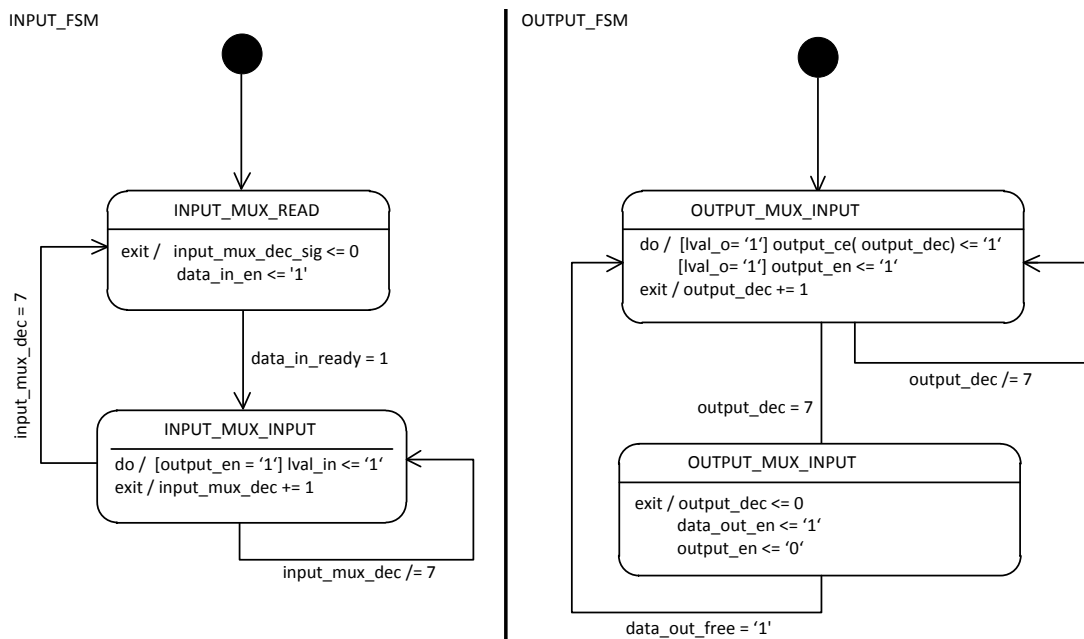 INPUT_FSM
INPUT_MUX_READ
exit / input_mux_dec_sig <= 0
data_in_en <= '1'
input_mux_dec = 7
data_in_ready = 1
INPUT_MUX_INPUT
do / [output_en = ‘1‘] lval_in <= ‘1‘
exit / input_mux_dec += 1
input_mux_dec /= 7
OUTPUT_FSM
OUTPUT_MUX_INPUT
do / [lval_o= ‘1‘] output_ce( output_dec) <= ‘1‘
[lval_o= ‘1‘] output_en <= ‘1‘
exit / output_dec += 1
output_dec /= 7
output_dec = 7
OUTPUT_MUX_INPUT
exit / output_dec <= 0
data_out_en <= ‘1‘
output_en <= ‘0‘
data_out_free = ‘1'